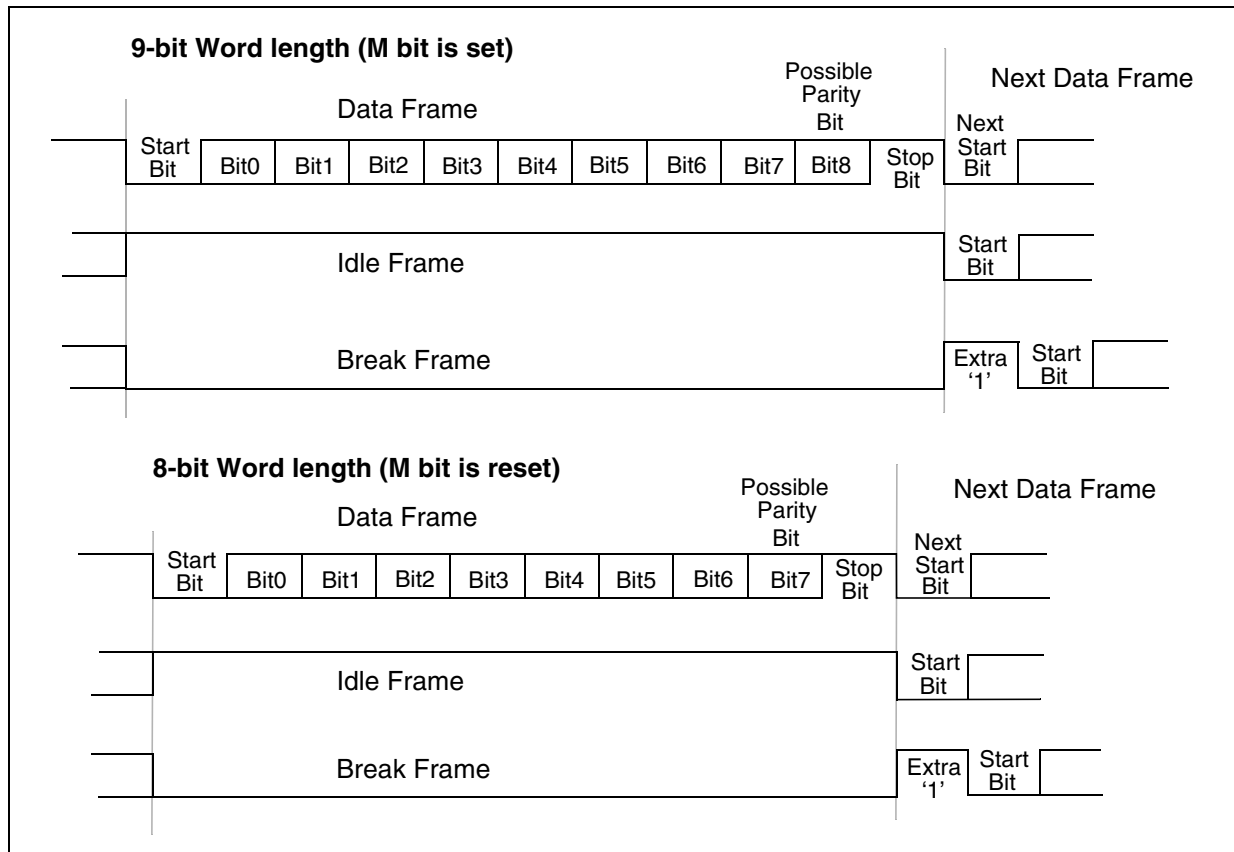 9-bit Word length (M bit is set)
Possible
Parity
Bit
Next Data Frame
Data Frame
Next
Start
Bit
Start
Bit
Bit0
Bit1
Bit2
Bit3
Bit4
Bit5
Bit6
Bit7
Bit8
Stop
Bit
Idle Frame
Start
Bit
Break Frame
Extra
‘1’
Start
Bit
8-bit Word length (M bit is reset)
Possible
Parity
Bit
Next Data Frame
Data Frame
Next
Start
Bit
Start
Bit
Bit0
Bit1
Bit2
Bit3
Bit4
Bit5
Bit6
Bit7
Stop
Bit
Idle Frame
Start
Bit
Break Frame
Extra
‘1’
Start
Bit